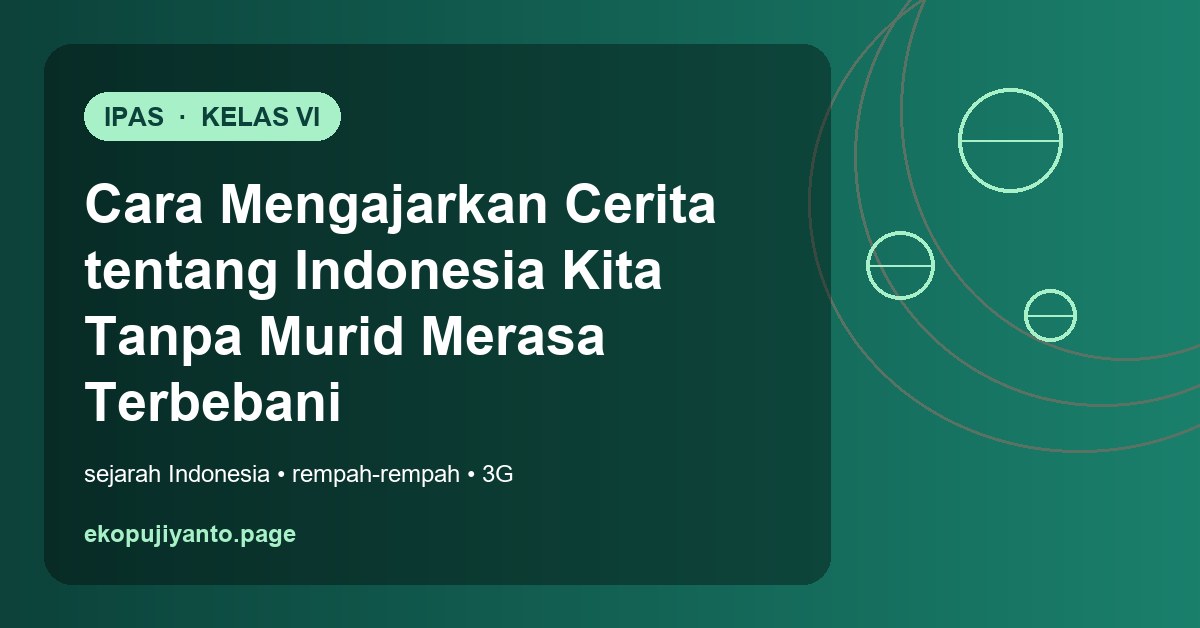 IPAS · KELAS VI
Cara Mengajarkan Cerita
tentang Indonesia Kita
Tanpa Murid Merasa
Terbebani
sejarah Indonesia • rempah-rempah • 3G
ekopujiyanto.page